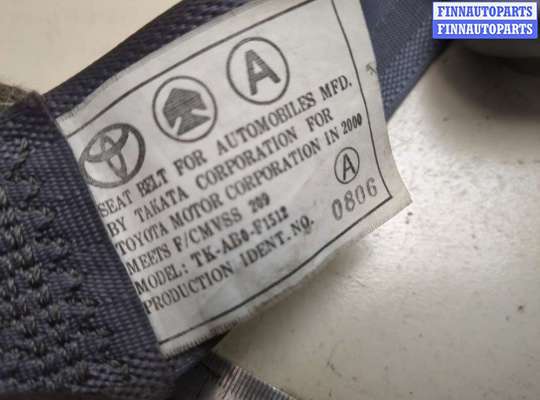 FINNAUTOPARTS
FINNAUTOPARTS
A
SEAT BELT FOR AUTOMOBILES MFD.
BY TAKATA CORPORATION FOR
TOYOTA MOTOR CORPORATION IN 2000
MEETS F/CMVSS 209
MODEL: TK-AB8-F1512
PRODUCTION IDENT. NO. 0806
A